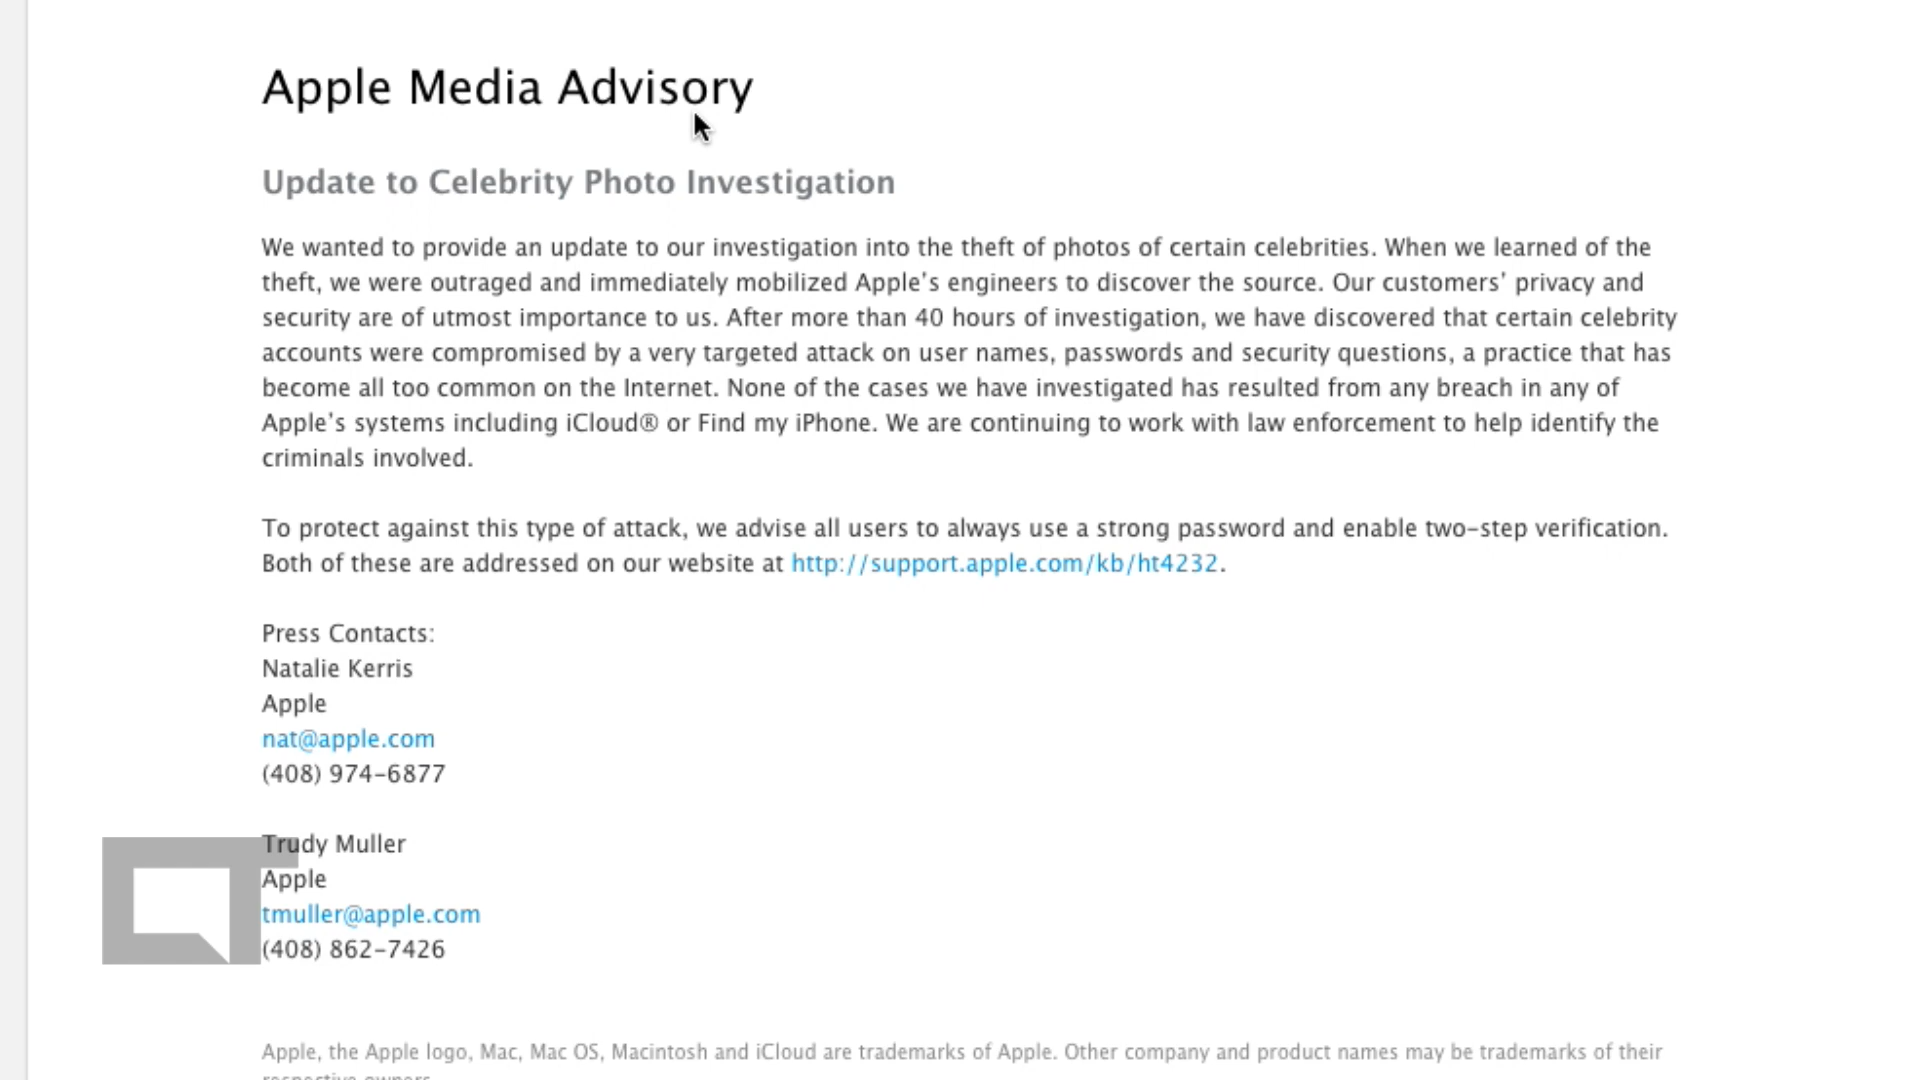 Apple Media Advisory
Update to Celebrity Photo Investigation
We wanted to provide an update to our investigation into the theft of photos of certain celebrities. When we learned of the
theft, we were outraged and immediately mobilized Apple’s engineers to discover the source. Our customers’ privacy and
security are of utmost importance to us. After more than 40 hours of investigation, we have discovered that certain celebrity
accounts were compromised by a very targeted attack on user names, passwords and security questions, a practice that has
become all too common on the Internet. None of the cases we have investigated has resulted from any breach in any of
Apple’s systems including iCloud® or Find my iPhone. We are continuing to work with law enforcement to help identify the
criminals involved.
To protect against this type of attack, we advise all users to always use a strong password and enable two-step verification.
Both of these are addressed on our website at http://support.apple.com/kb/ht4232.
Press Contacts:
Natalie Kerris
Apple
nat@apple.com
(408) 974-6877
Trudy Muller
Apple
tmuller@apple.com
(408) 862-7426
Apple, the Apple logo, Mac, Mac OS, Macintosh and iCloud are trademarks of Apple. Other company and product names may be trademarks of their
respective owners.